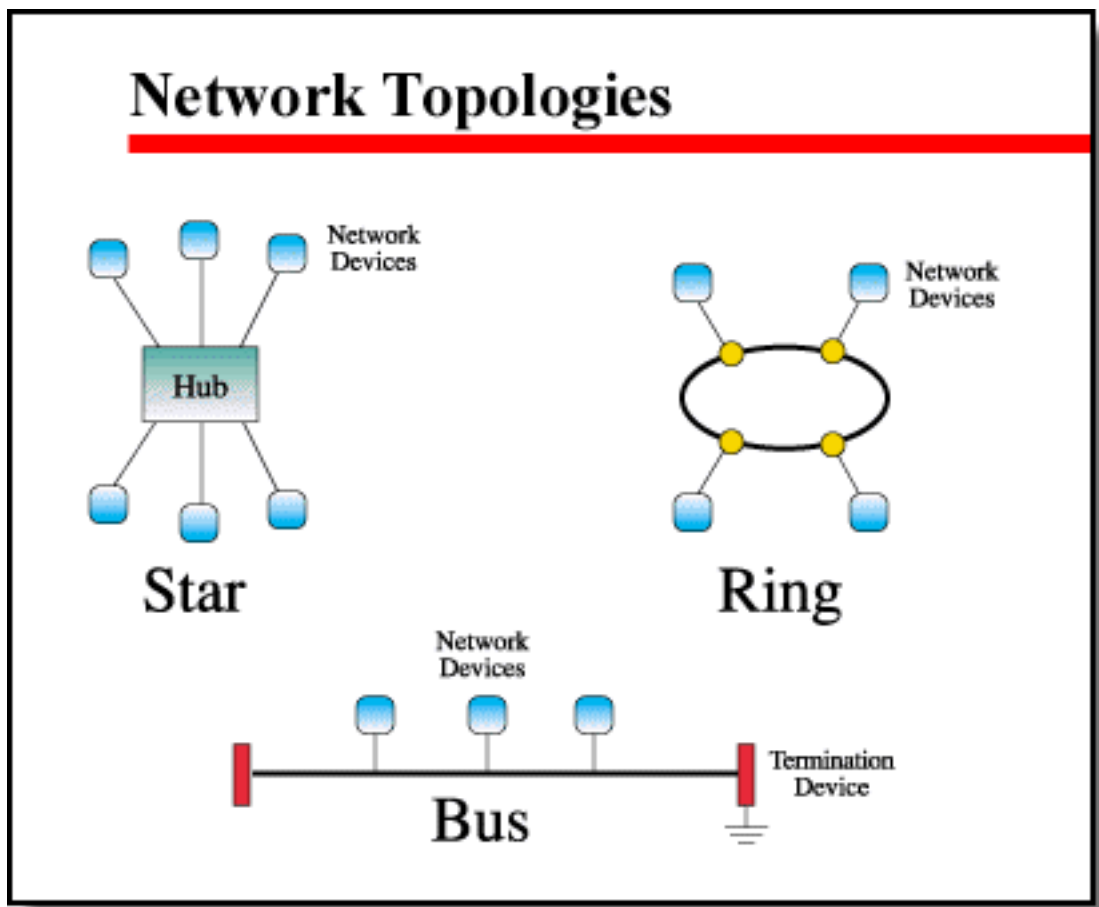 Network Topologies
Network
Devices
Hub
Star
Network
Devices
Ring
Network
Devices
Termination
Device
Bus